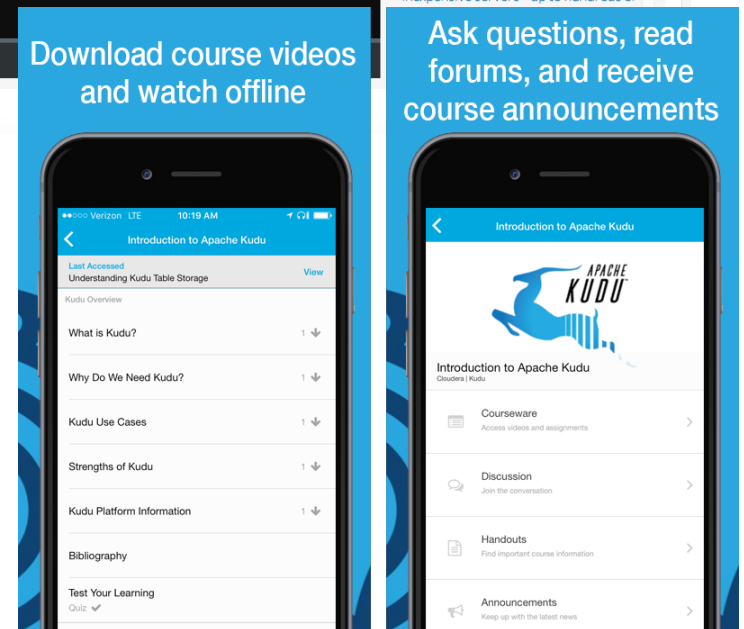 Download course videos
and watch offline
Verizon LTE 10:19 AM
Introduction to Apache Kudu
Last Accessed
Understanding Kudu Table Storage
View
Kudu Overview
What is Kudu? 1
Why Do We Need Kudu? 1
Kudu Use Cases 1
Strengths of Kudu 1
Kudu Platform Information 1
Bibliography
Test Your Learning
Quiz
Ask questions, read
forums, and receive
course announcements
Introduction to Apache Kudu
APACHE
KUDU
Introduction to Apache Kudu
Cloudera | Kudu
Courseware
Access videos and assignments
Discussion
Join the conversation
Handouts
Find important course information
Announcements
Keep up with the latest news